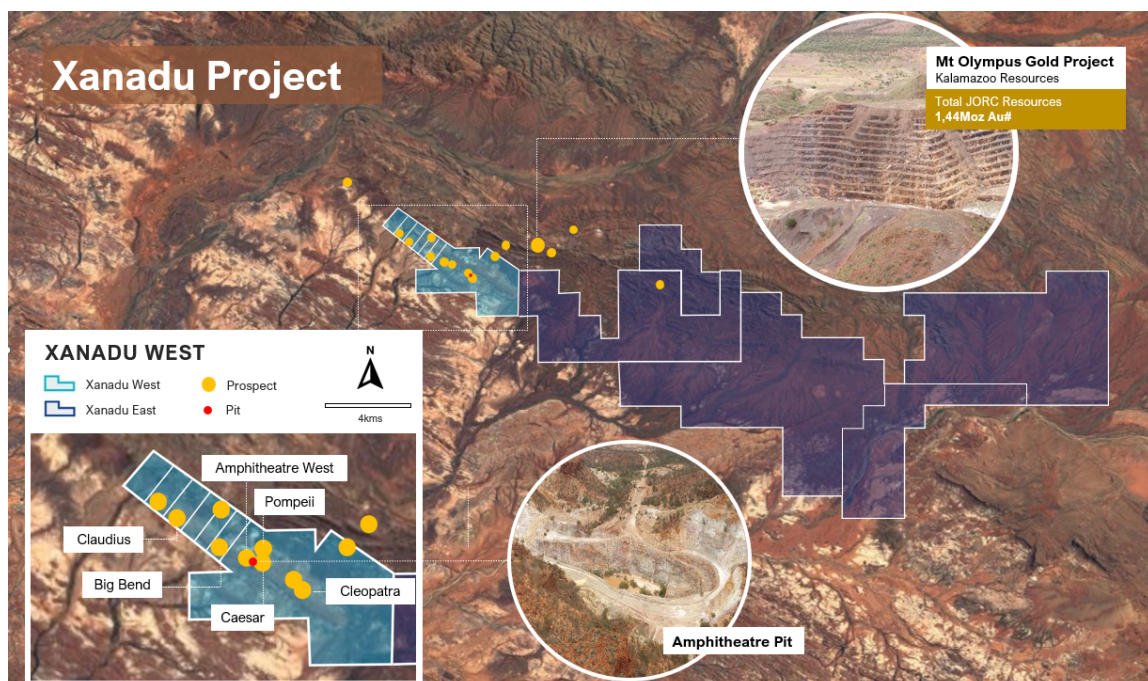 Xanadu Project
Mt Olympus Gold Project
Kalamazoo Resources
Total JORC Resources
1,44Moz Au#
XANADU WEST
Xanadu West
Prospect
Xanadu East
Pit
N
4kms
Amphitheatre West
Pompeii
Claudius
Big Bend
Cleopatra
Caesar
Amphitheatre Pit